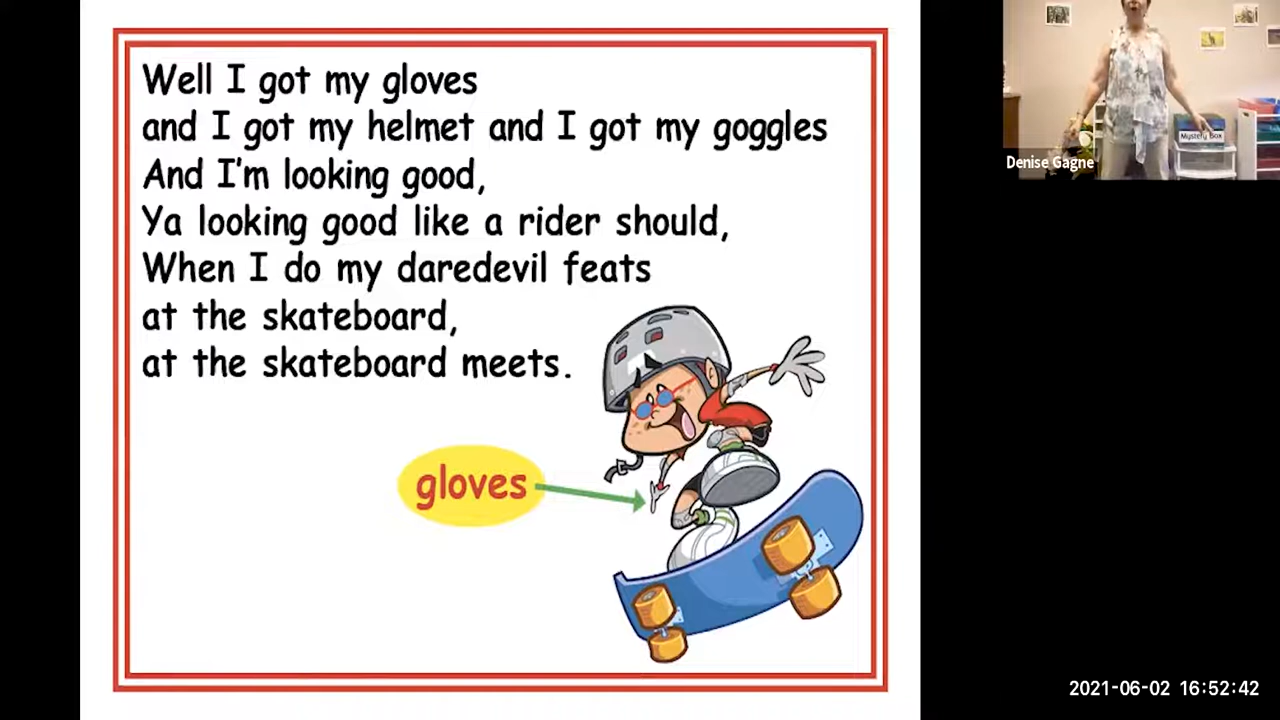 Well I got my gloves
and I got my helmet and I got my goggles
And I'm looking good,
Ya looking good like a rider should,
When I do my daredevil feats
at the skateboard,
at the skateboard meets.
gloves
Mystery Box
Denise Gagne
2021-06-02 16:52:42